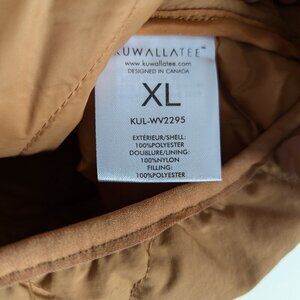 KUWALLATEE™
www.kuwallatee.com
DESIGNED IN CANADA
XL
KUL-WV2295
EXTÉRIEUR/SHELL:
100%POLYESTER
DOUBLURE/LINING:
100%NYLON
FILLING:
100%POLYESTER